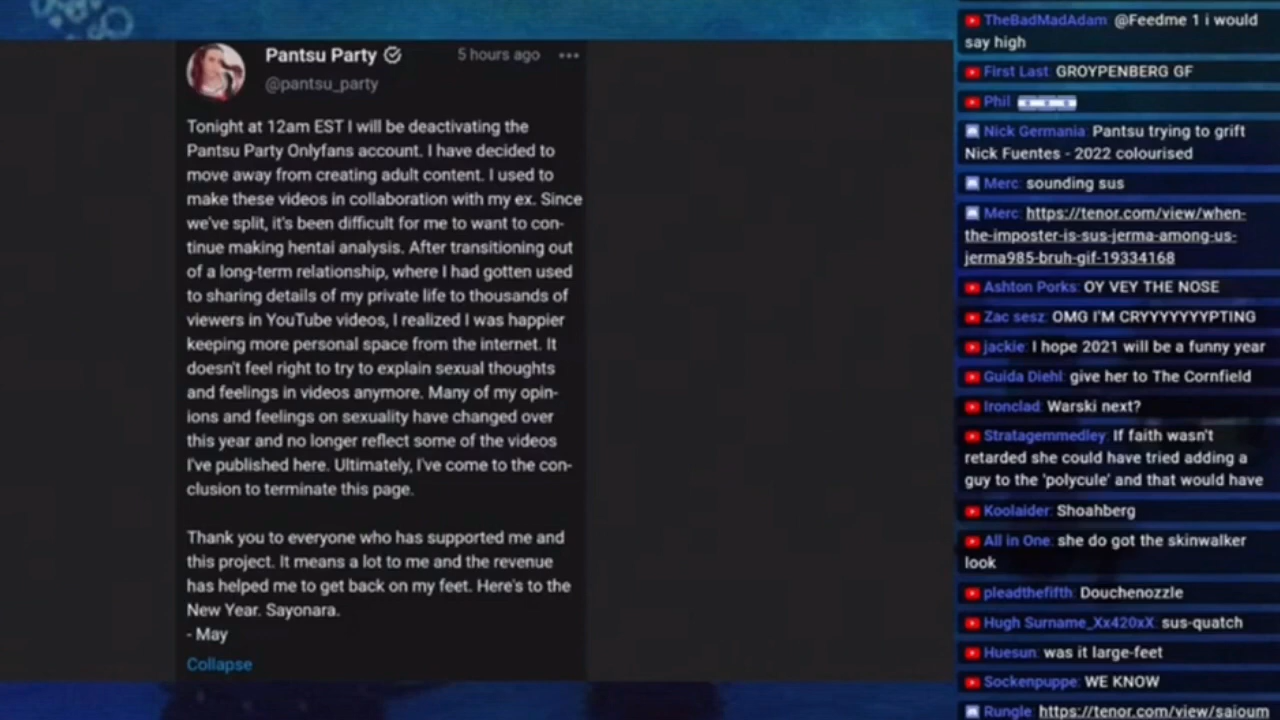 Pantsu Party
5 hours ago
@pantsu_party
Tonight at 12am EST I will be deactivating the
Pantsu Party Onlyfans account. I have decided to
move away from creating adult content. I used to
make these videos in collaboration with my ex. Since
we've split, it's been difficult for me to want to con-
tinue making hentai analysis. After transitioning out
of a long-term relationship, where I had gotten used
to sharing details of my private life to thousands of
viewers in YouTube videos, I realized I was happier
keeping more personal space from the internet. It
doesn't feel right to try to explain sexual thoughts
and feelings in videos anymore. Many of my opin-
ions and feelings on sexuality have changed over
this year and no longer reflect some of the videos
I've published here. Ultimately, I've come to the con-
clusion to terminate this page.
Thank you to everyone who has supported me and
this project. It means a lot to me and the revenue
has helped me to get back on my feet. Here's to the
New Year. Sayonara.
- May
Collapse
TheBadMadAdam @Feedme 1 i would
say high
First Last: GROYPENBERG GF
Phil
Nick Germania: Pantsu trying to grift
Nick Fuentes - 2022 colourised
Merc: sounding sus
Merc: https://tenor.com/view/when-
the-imposter-is-sus-jerma-among-us-
jerma985-bruh-gif-19334168
Ashton Porks: OY VEY THE NOSE
Zac sesz: OMG I'M CRYYYYYYYPTING
jackie: I hope 2021 will be a funny year
Guida Diehl: give her to The Cornfield
Ironclad: Warski next?
Stratagemmedley: If faith wasn't
retarded she could have tried adding a
guy to the 'polycule' and that would have
Koolaider: Shoahberg
All in One: she do got the skinwalker
look
pleadthefifth: Douchenozzle
Hugh Surname_Xx420xX: sus-quatch
Huesun: was it large-feet
Sockenpuppe: WE KNOW
Rungle: https://tenor.com/view/saioum